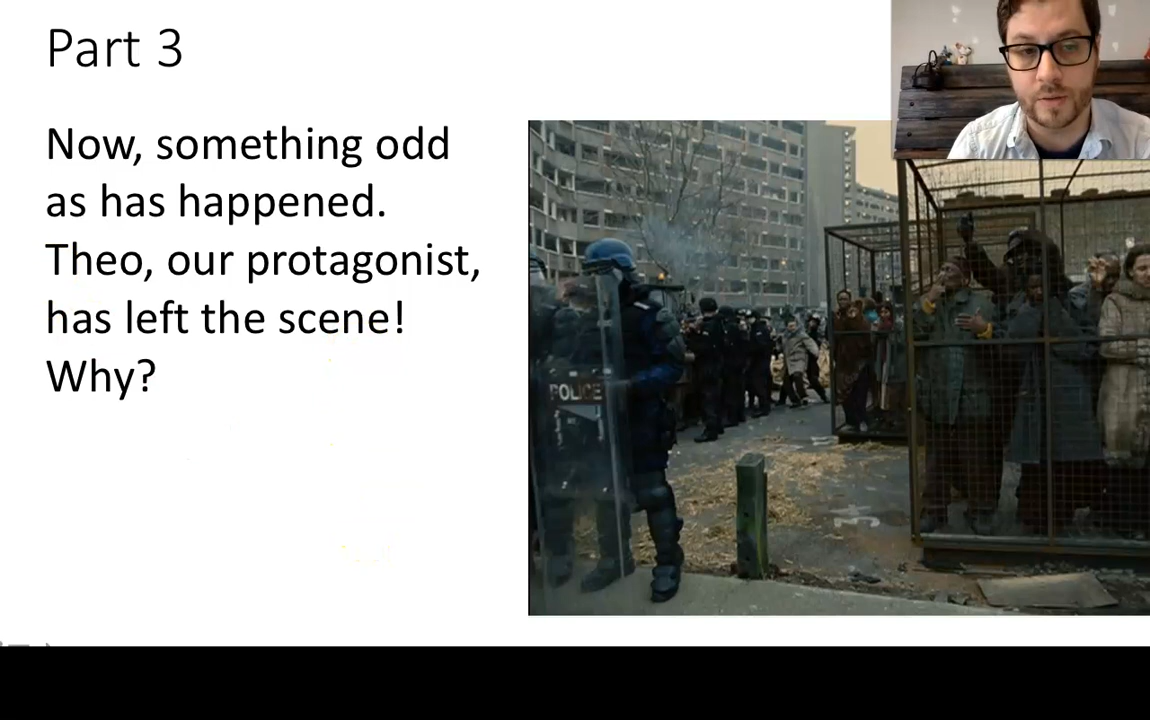 Part 3
Now, something odd
as has happened.
Theo, our protagonist,
has left the scene!
Why?
POLICE